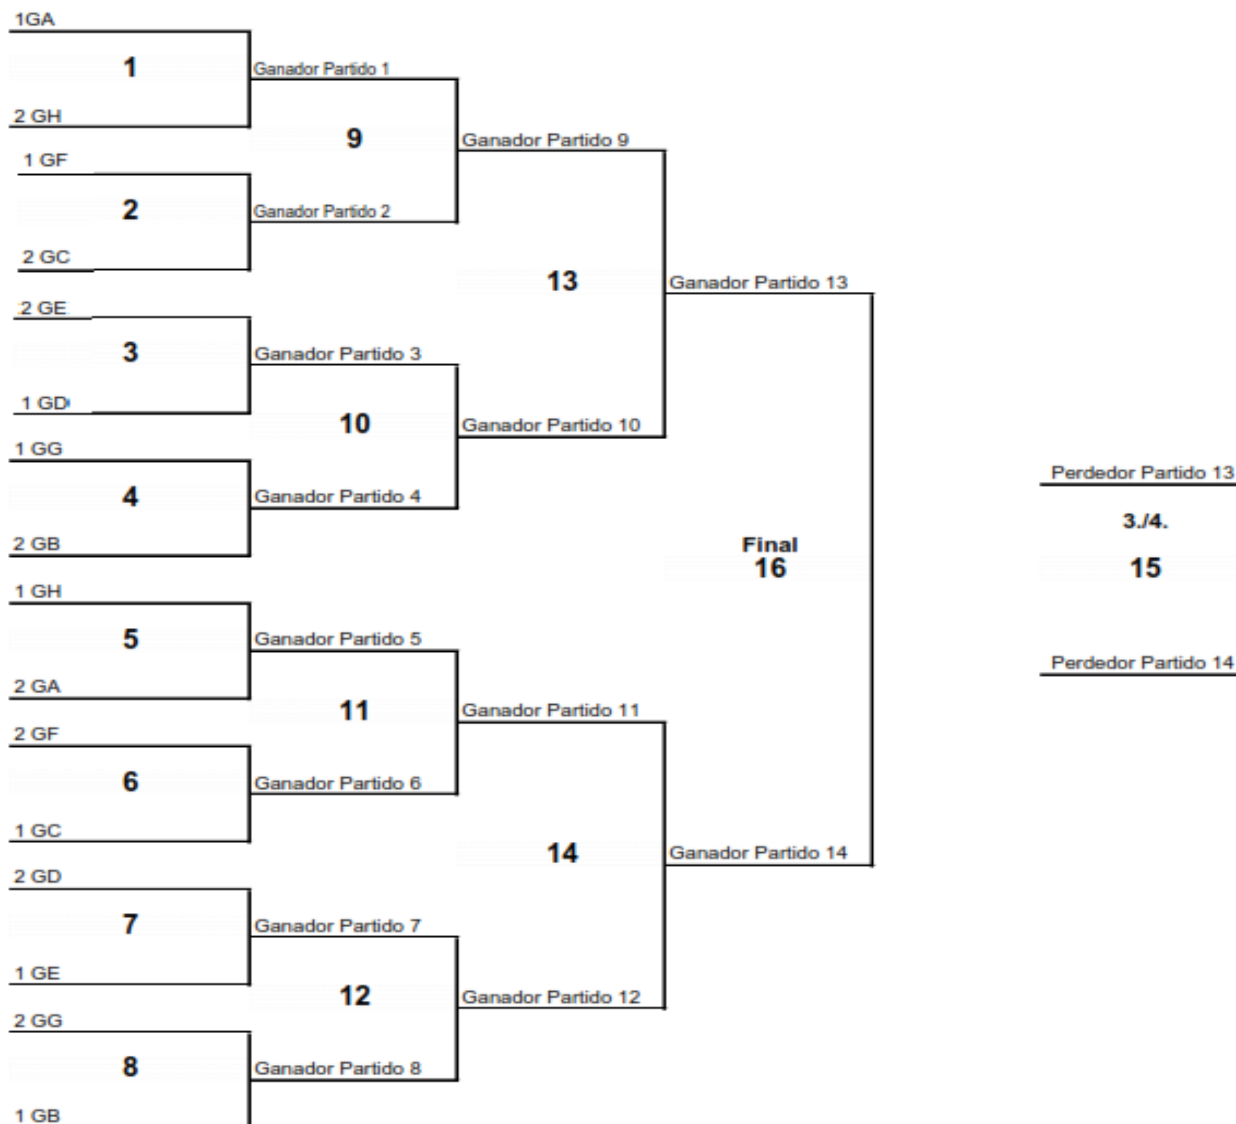 1GA
1
Ganador Partido 1
2 GH
9
Ganador Partido 9
1 GF
2
Ganador Partido 2
2 GC
13
Ganador Partido 13
2 GE
3
Ganador Partido 3
1 GD
10
Ganador Partido 10
1 GG
4
Ganador Partido 4
2 GB
Final
16
1 GH
5
Ganador Partido 5
2 GA
11
Ganador Partido 11
2 GF
6
Ganador Partido 6
1 GC
14
Ganador Partido 14
2 GD
7
Ganador Partido 7
1 GE
12
Ganador Partido 12
2 GG
8
Ganador Partido 8
1 GB
Perdedor Partido 13
3./4.
15
Perdedor Partido 14